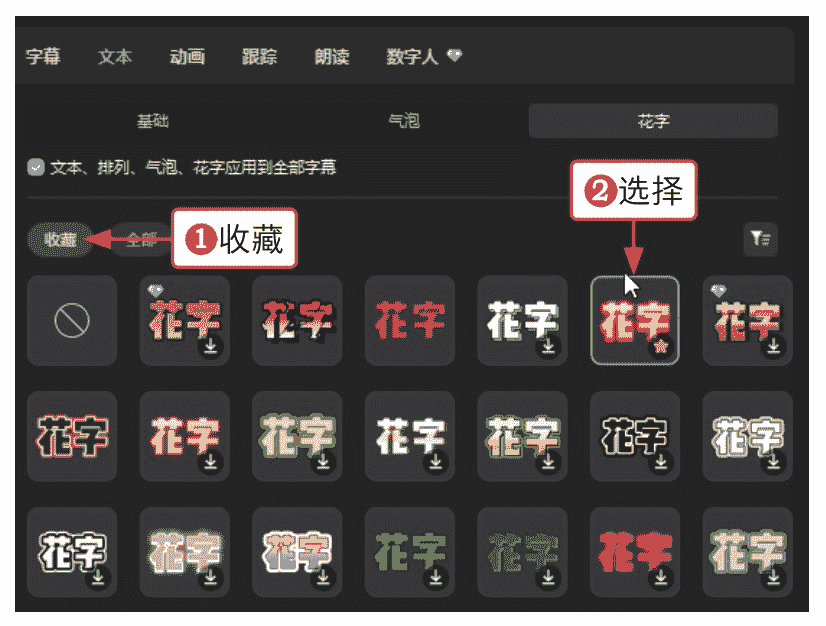 字幕 文本 动画 跟踪 朗读 数字人
基础 气泡 花字
文本、排列、气泡、花字应用到全部字幕
❷选择
收藏 全部 ❶收藏
花字 花字 花字 花字 花字 花字
花字 花字 花字 花字 花字 花字 花字
花字 花字 花字 花字 花字 花字 花字